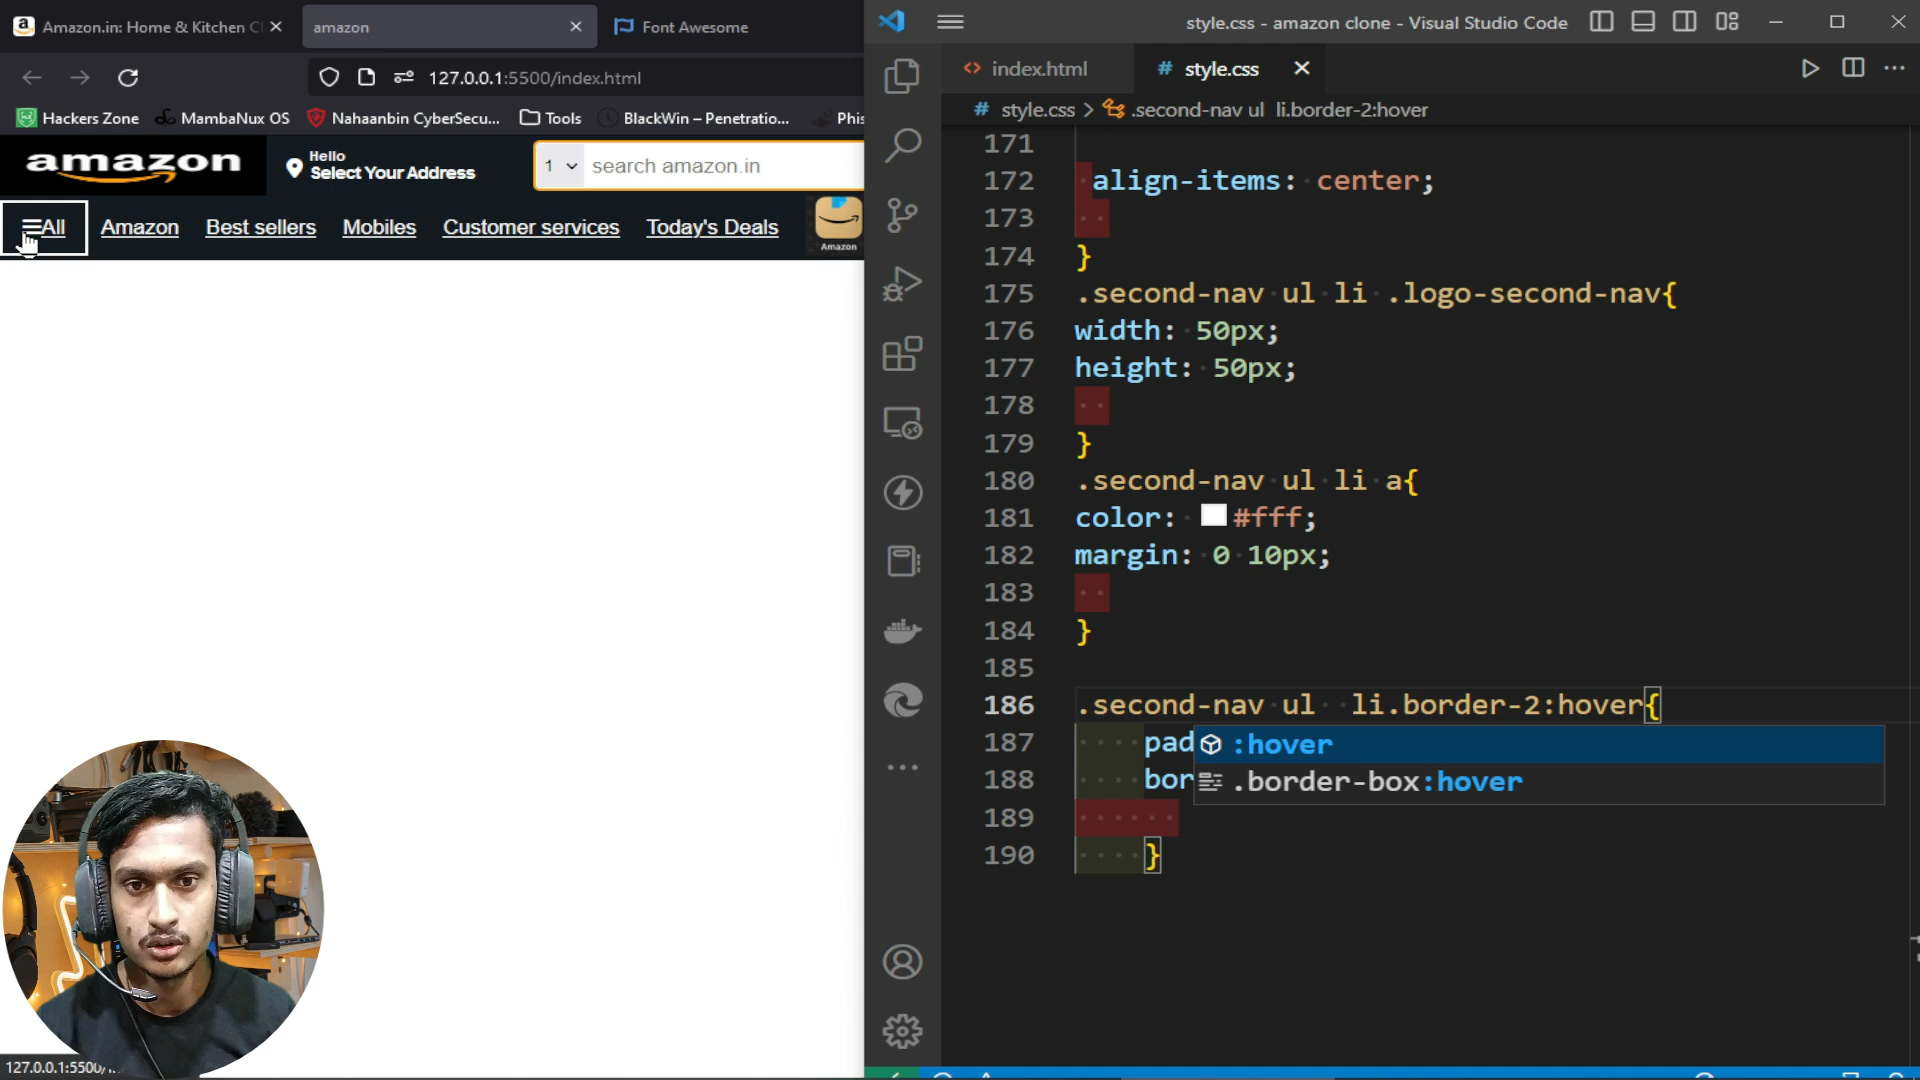 Amazon.in: Home & Kitchen
amazon
Font Awesome
127.0.0.1:5500/index.html
Hackers Zone
MambaNux OS
Nahaanbin CyberSecu...
Tools
BlackWin – Penetratio...
Phis
amazon
Hello
Select Your Address
1
search amazon.in
All
Amazon
Best sellers
Mobiles
Customer services
Today's Deals
Amazon
127.0.0.1:5500/...
style.css - amazon clone - Visual Studio Code
<> index.html
# style.css
# style.css > .second-nav ul li.border-2:hover
171
172 align-items: center;
173
174 }
175 .second-nav ul li .logo-second-nav{
176 width: 50px;
177 height: 50px;
178
179 }
180 .second-nav ul li a{
181 color: #fff;
182 margin: 0 10px;
183
184 }
185
186 .second-nav ul  li.border-2:hover{
187 pad
:hover
188 bor
.border-box:hover
189
190 }